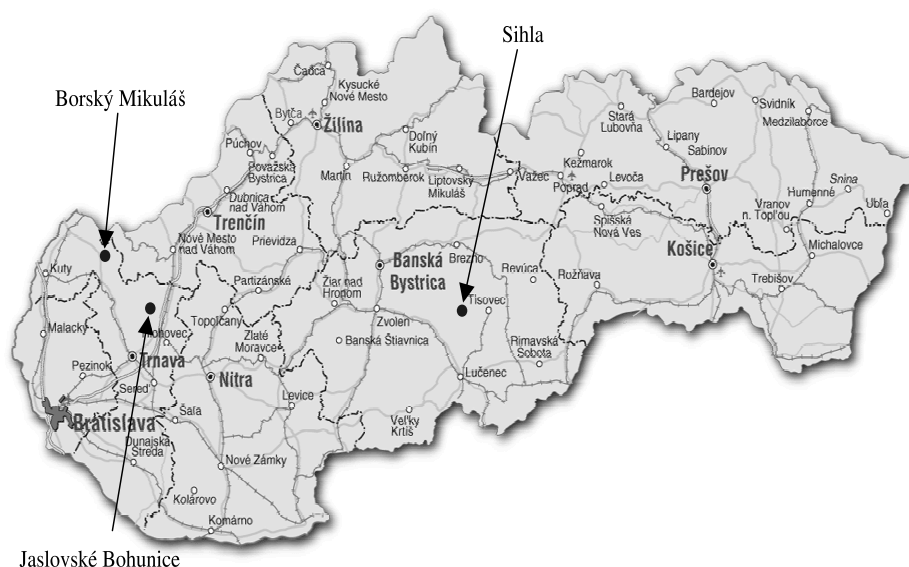 Sihla
Borský Mikuláš
Čadca
Kysucké
Nové Mesto
Bytča
Žilina
Púchov
Považská
Bystrica
Dubnica
nad Váhom
Trenčín
Nové Mesto
nad Váhom
Prievidza
Martin
Dolný
Kubín
Ružomberok
Liptovský
Mikuláš
Važec
Poprad
Kežmarok
Stará
Lubovňa
Levoča
Spišská
Nová Ves
Lipany
Sabinov
Prešov
Bardejov
Svidník
Medzilaborce
Snina
Humenné
Ubla
Vranov
n. Topľou
Michalovce
Trebišov
Košice
Rožňava
Revúca
Brezno
Banská
Bystrica
Tisovec
Rimavská
Sobota
Lučenec
Zvolen
Žiar nad
Hronom
Banská Štiavnica
Partizánské
Topoľčany
Zlaté
Moravce
Nitra
Levice
Veľký
Krtíš
Kuty
Malacky
Pezinok
Bratislava
Trnava
Sereď
Šaľa
Dunajská
Streda
Nové Zámky
Kolárovo
Komárno
Jaslovské Bohunice